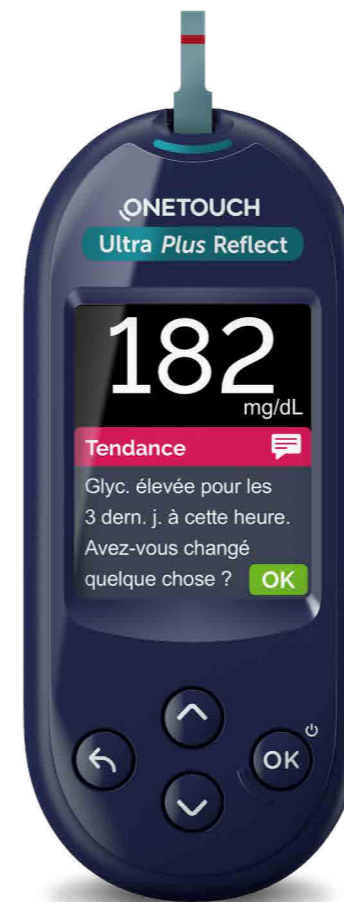 ONETOUCH
Ultra Plus Reflect
182
mg/dL
Tendance
Glyc. élevée pour les
3 dern. j. à cette heure.
Avez-vous changé
quelque chose ? OK
OK